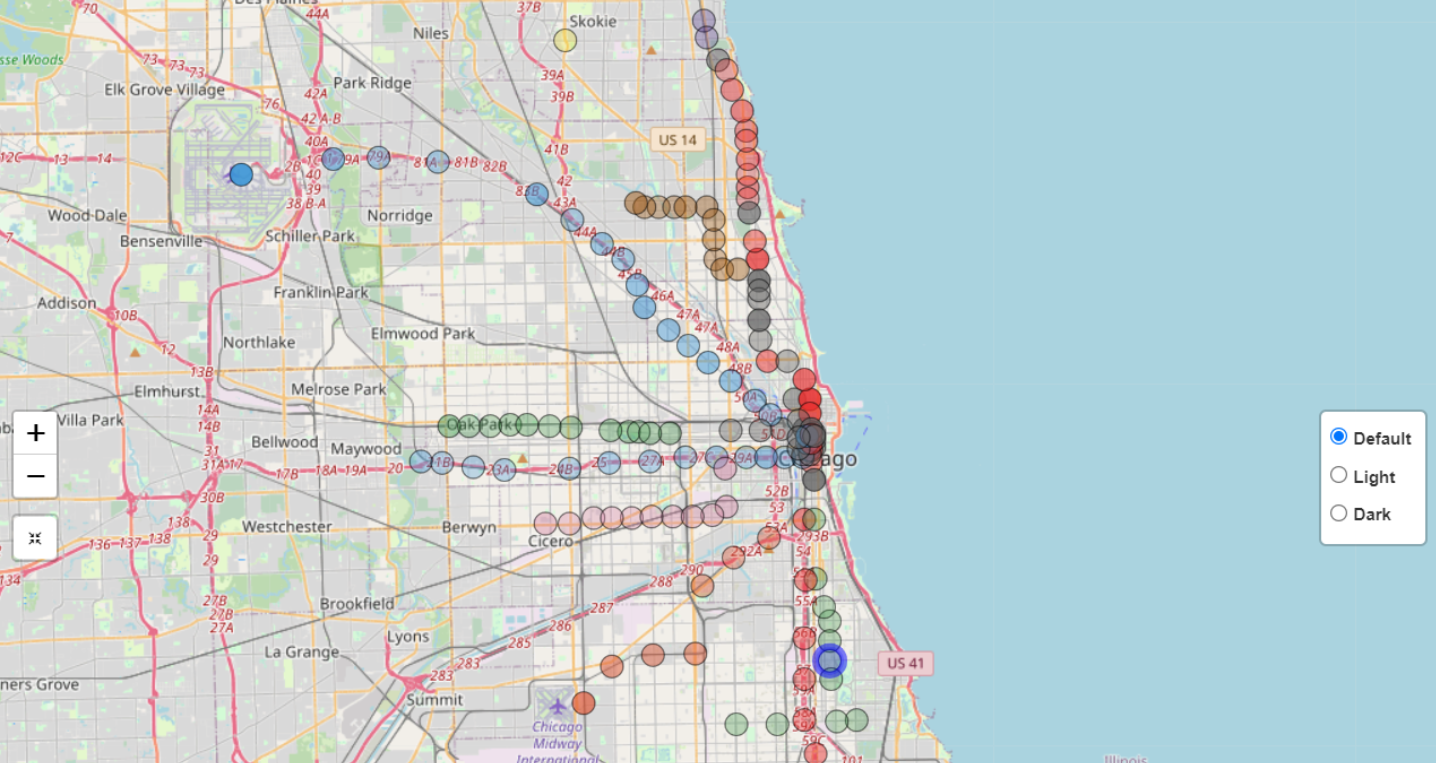 Des Plaines
70
44A
37B
Skokie
Niles
sse Woods
73
73
73
Park Ridge
39A
Elk Grove Village
42A
39B
76
42 A-B
US 14
40A
41B
12C
13
14
79A
81A
81B
82B
2B
40
39
42
83B
43A
38 B-A
Wood Dale
Norridge
44A
7
Bensenville
Schiller Park
44B
45B
Franklin Park
46A
Addison
10B
47A
47A
Elmwood Park
Northlake
12
48A
48B
13B
Elmhurst
Melrose Park
50A
14A
50B
14B
Villa Park
Oak Park
51D
+
Bellwood
Maywood
31
Default
31A
17
17B
18A
19A
20
21B
23A
24B
25
27A
27C
29A
Chicago
−
Light
30B
52B
53
Dark
138
Westchester
Berwyn
53A
Cicero
293B
136
137
138
29
292A
54
29
290
134
288
55A
27B
Brookfield
287
27B
27A
286
56B
Lyons
285
La Grange
283
US 41
283
59A
ners Grove
Summit
58A
59A
Chicago
Midway
International
59C
101
Illinois